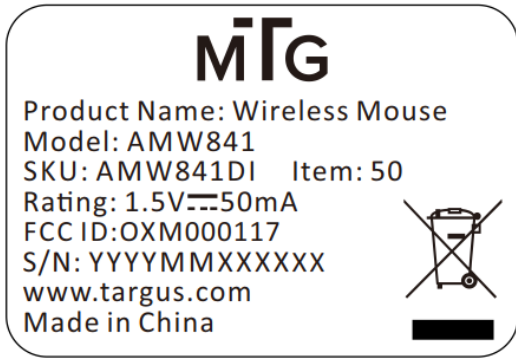 MTG
Product Name: Wireless Mouse
Model: AMW841
SKU: AMW841DI Item: 50
Rating: 1.5V⎓50mA
FCC ID:OXM000117
S/N: YYYYMMXXXXXX
www.targus.com
Made in China